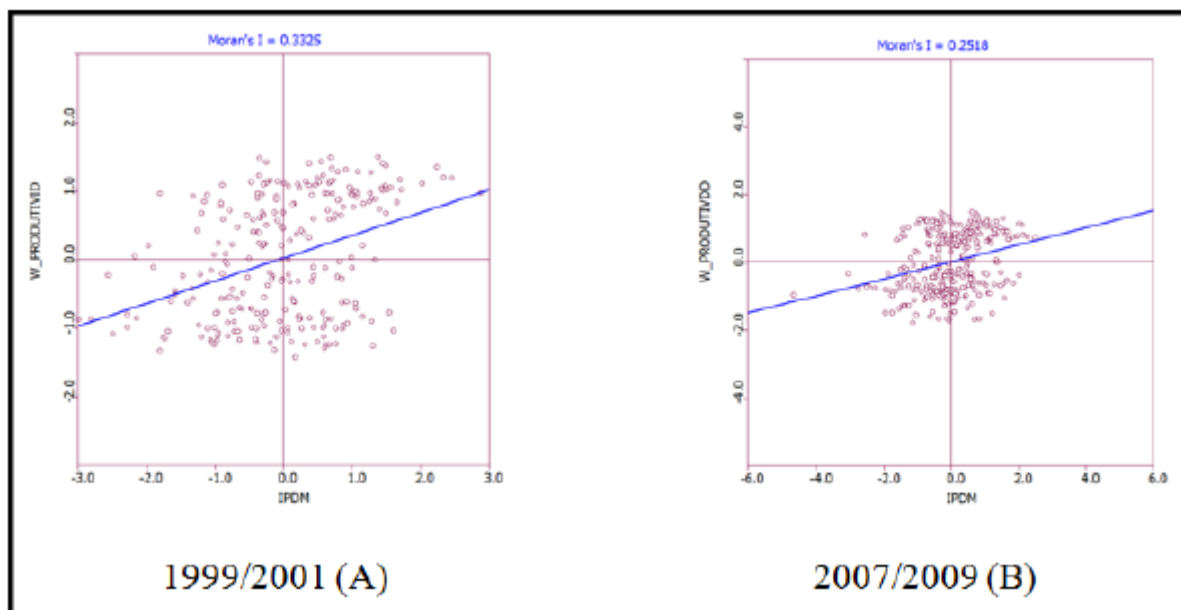 Moran's I = 0.3325
W_PRODUTIVID
2.0
1.0
0.0
-1.0
-2.0
-3.0 -2.0 -1.0 0.0 1.0 2.0 3.0
IPDM
1999/2001 (A)
Moran's I = 0.2518
W_PRODUTIVDO
4.0
2.0
0.0
-2.0
-4.0
-6.0 -4.0 -2.0 0.0 2.0 4.0 6.0
IPDM
2007/2009 (B)